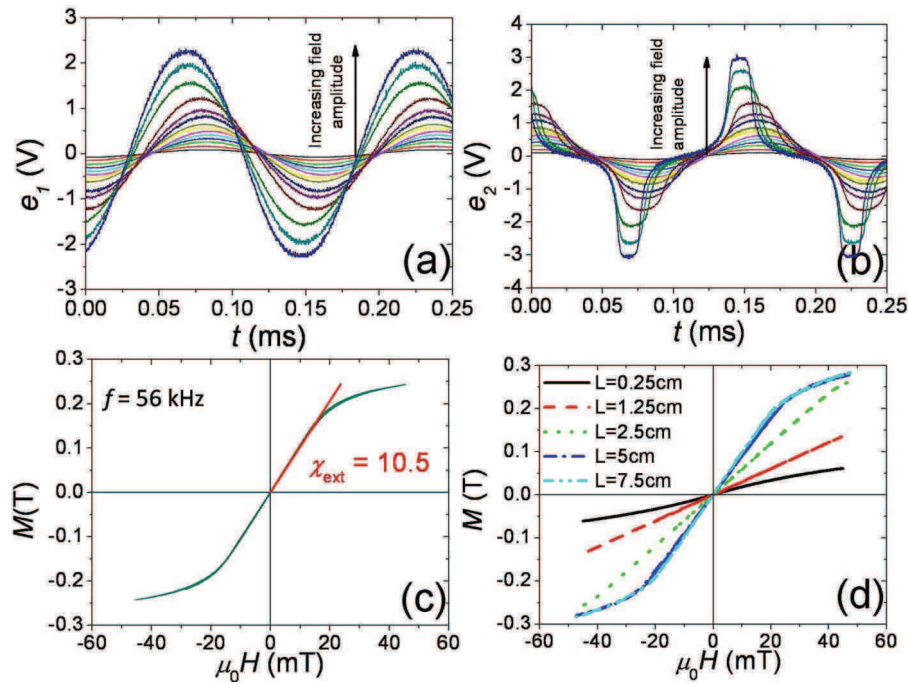 3
2
1
0
-1
-2
-3
e1 (V)
Increasing field
amplitude
(a)
0.00 0.05 0.10 0.15 0.20 0.25
t (ms)
4
3
2
1
0
-1
-2
-3
-4
e2 (V)
Increasing field
amplitude
(b)
0.00 0.05 0.10 0.15 0.20 0.25
t (ms)
0.3
0.2
0.1
0.0
-0.1
-0.2
0.3
M(T)
f = 56 kHz
χext = 10.5
(c)
-60 -40 -20 0 20 40 60
μ0H (mT)
0.3
0.2
0.1
0.0
-0.1
-0.2
0.3
M (T)
L=0.25cm
L=1.25cm
L=2.5cm
L=5cm
L=7.5cm
(d)
-60 -40 -20 0 20 40 60
μ0H (mT)